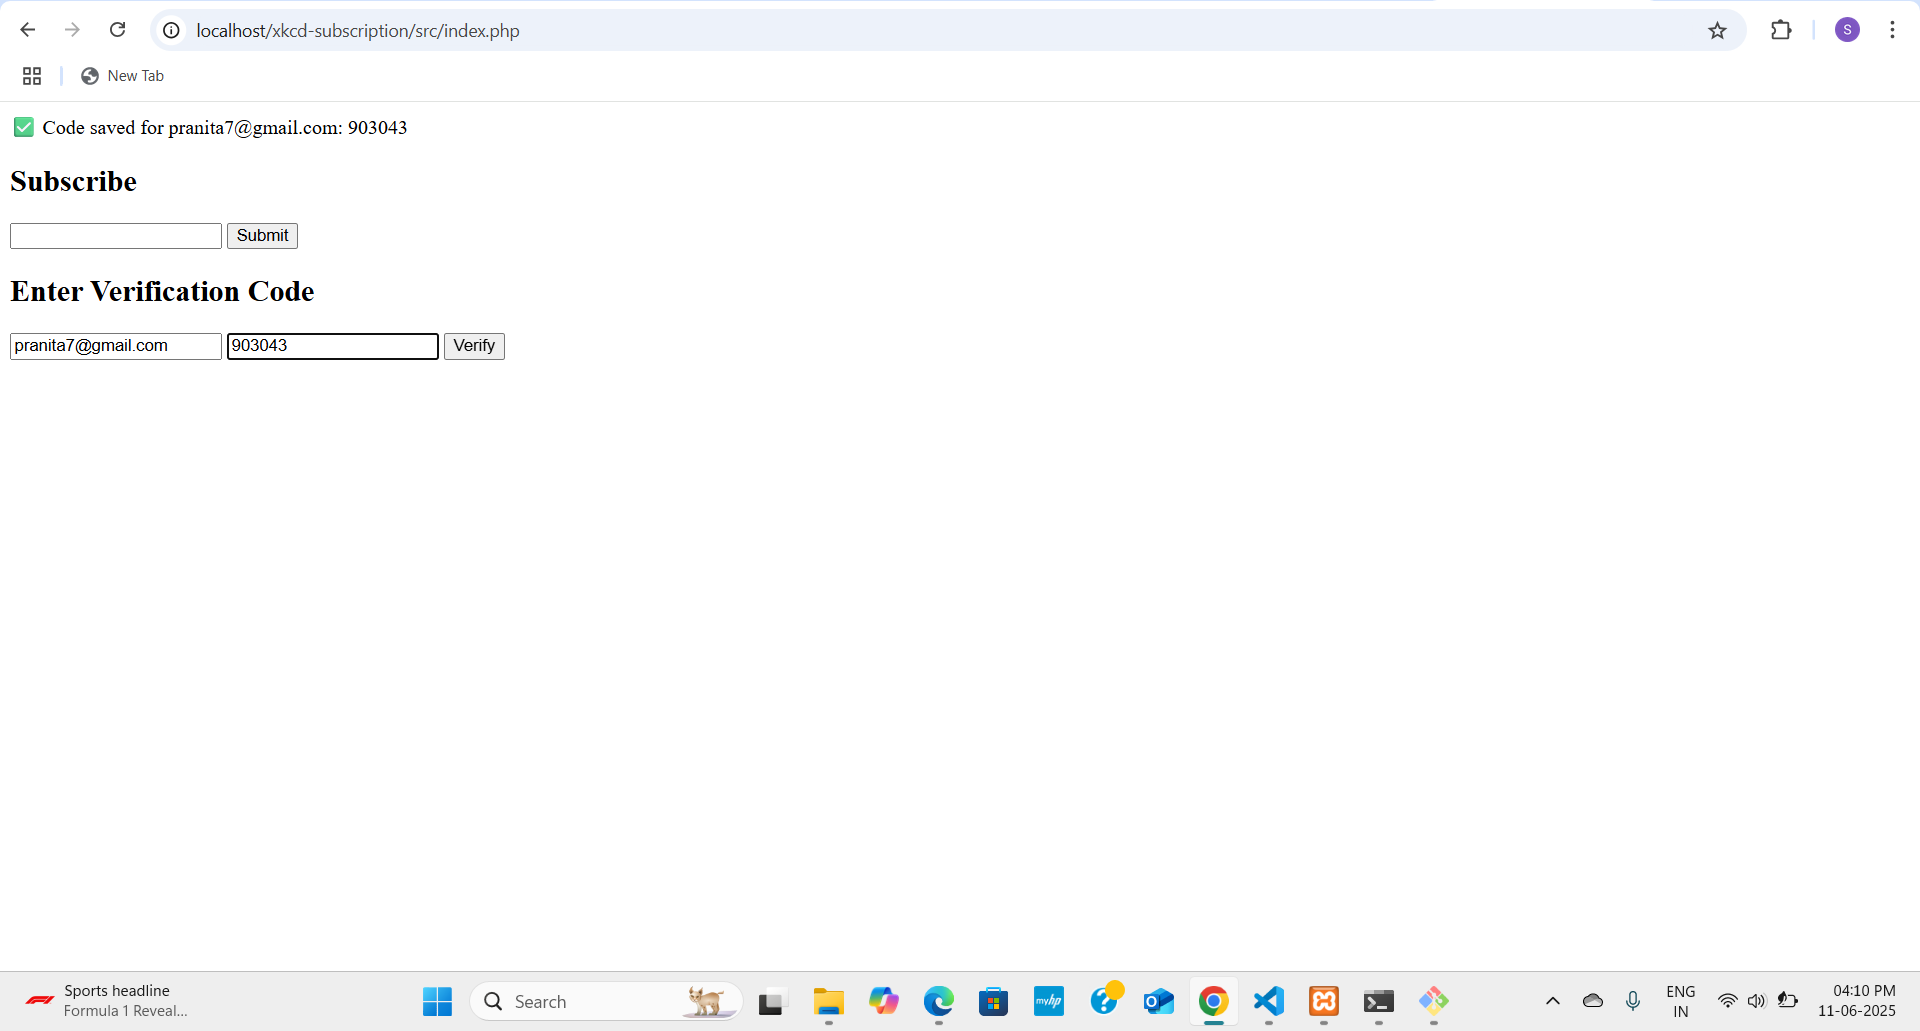 localhost/xkcd-subscription/src/index.php
S
New Tab
Code saved for pranita7@gmail.com: 903043
Subscribe
Submit
Enter Verification Code
pranita7@gmail.com 903043 Verify
Sports headline
Formula 1 Reveal...
Search
myhp
ENG
IN
04:10 PM
11-06-2025